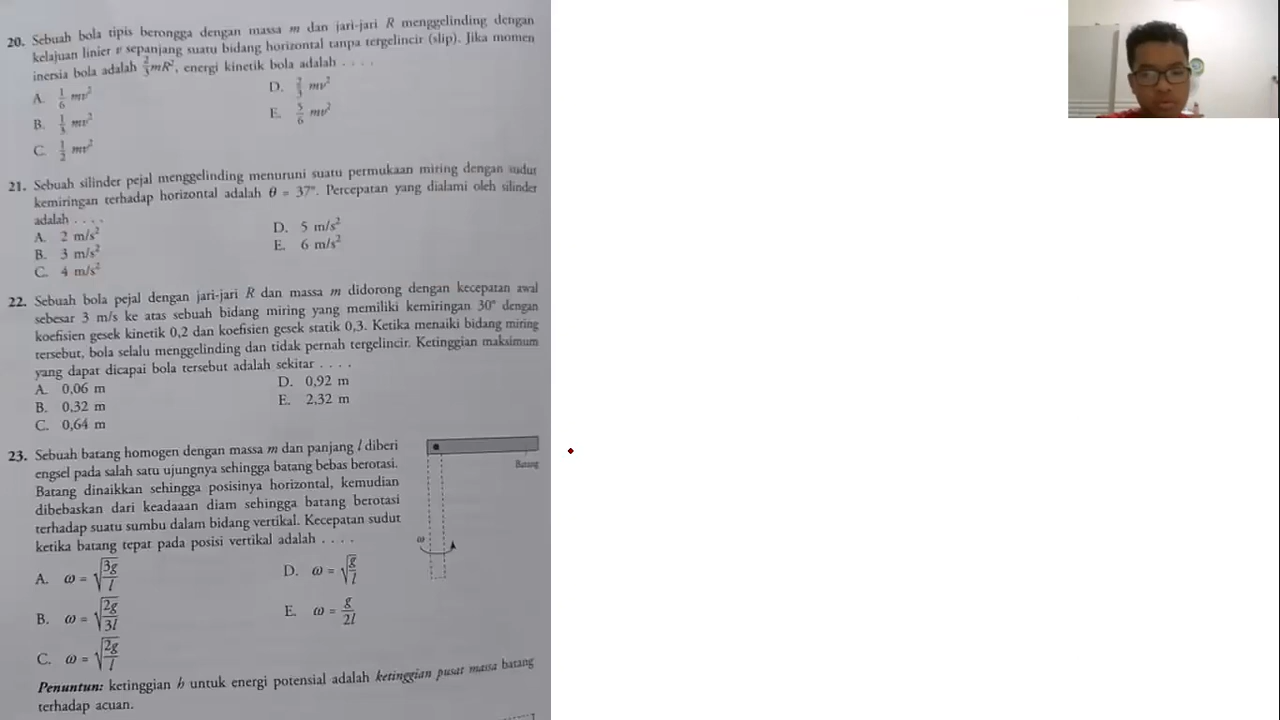 20. Sebuah bola tipis berongga dengan massa m dan jari-jari R menggelinding dengan
kelajuan linier v sepanjang suatu bidang horizontal tanpa tergelincir (slip). Jika momen
inersia bola adalah 2/3 mR², energi kinetik bola adalah . . . .
A. 1/6 mv²
B. 1/3 mv²
C. 1/2 mv²
D. 2/3 mv²
E. 5/6 mv²
21. Sebuah silinder pejal menggelinding menuruni suatu permukaan miring dengan sudut
kemiringan terhadap horizontal adalah θ = 37°. Percepatan yang dialami oleh silinder
adalah . . . .
A. 2 m/s²
B. 3 m/s²
C. 4 m/s²
D. 5 m/s²
E. 6 m/s²
22. Sebuah bola pejal dengan jari-jari R dan massa m didorong dengan kecepatan awal
sebesar 3 m/s ke atas sebuah bidang miring yang memiliki kemiringan 30° dengan
koefisien gesek kinetik 0,2 dan koefisien gesek statik 0,3. Ketika menaiki bidang miring
tersebut, bola selalu menggelinding dan tidak pernah tergelincir. Ketinggian maksimum
yang dapat dicapai bola tersebut adalah sekitar . . . .
A. 0,06 m
B. 0,32 m
C. 0,64 m
D. 0,92 m
E. 2,32 m
23. Sebuah batang homogen dengan massa m dan panjang l diberi
engsel pada salah satu ujungnya sehingga batang bebas berotasi.
Batang dinaikkan sehingga posisinya horizontal, kemudian
dibebaskan dari keadaaan diam sehingga batang berotasi
terhadap suatu sumbu dalam bidang vertikal. Kecepatan sudut
ketika batang tepat pada posisi vertikal adalah . . . .
Batang
ω
A. ω = √(3g/l)
B. ω = √(2g/3l)
C. ω = √(2g/l)
D. ω = √(g/l)
E. ω = g/2l
Penuntun: ketinggian h untuk energi potensial adalah ketinggian pusat massa batang
terhadap acuan.